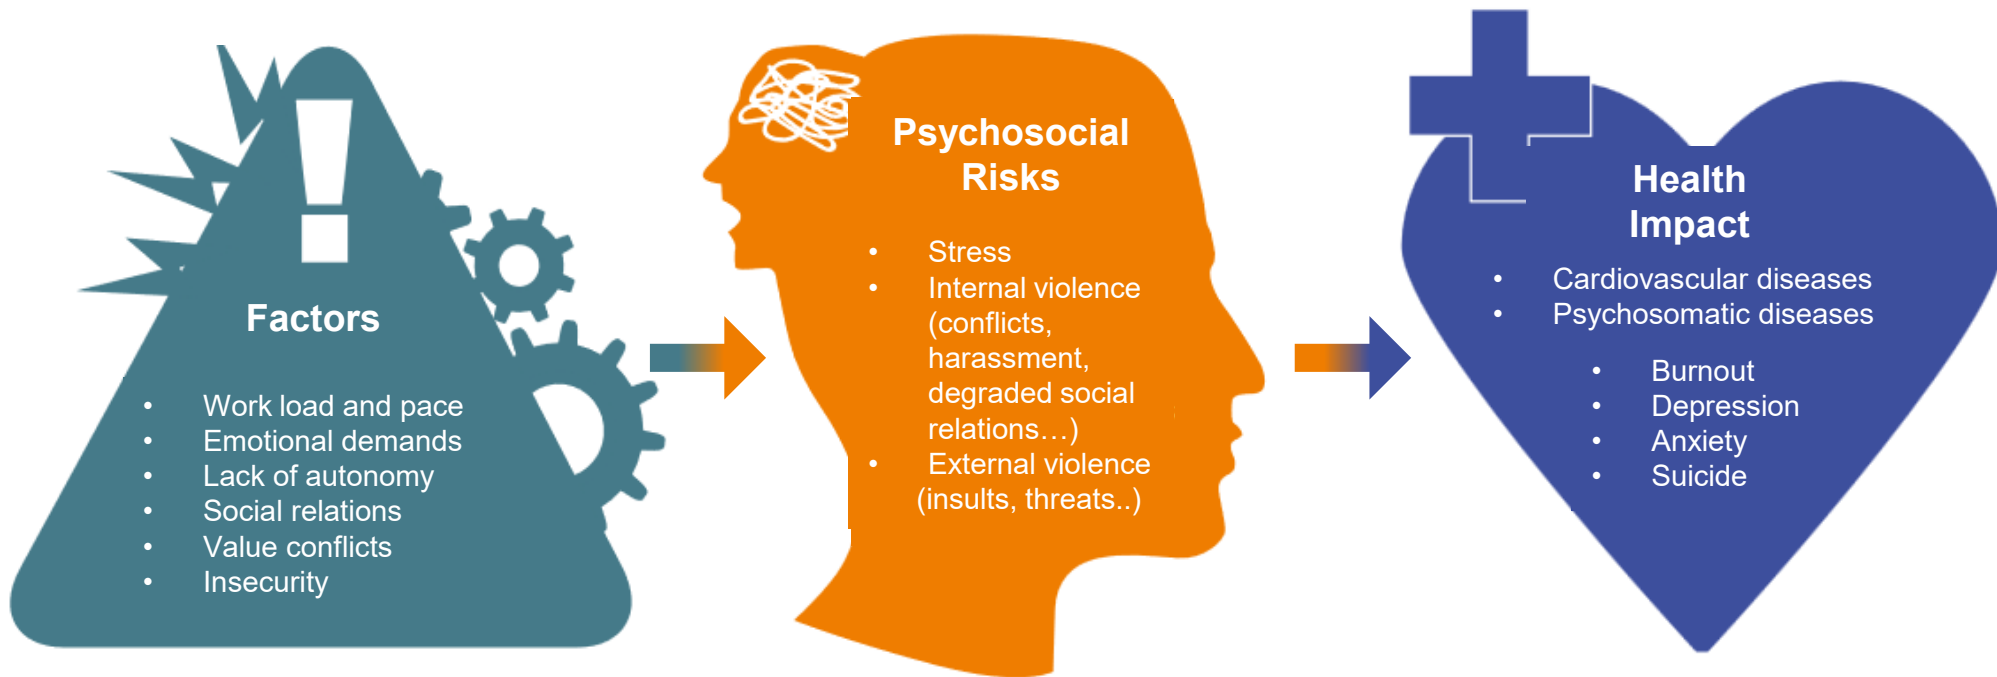 Factors
• Work load and pace
• Emotional demands
• Lack of autonomy
• Social relations
• Value conflicts
• Insecurity
Psychosocial
Risks
• Stress
• Internal violence
(conflicts,
harassment,
degraded social
relations…)
• External violence
(insults, threats..)
Health
Impact
• Cardiovascular diseases
• Psychosomatic diseases
• Burnout
• Depression
• Anxiety
• Suicide